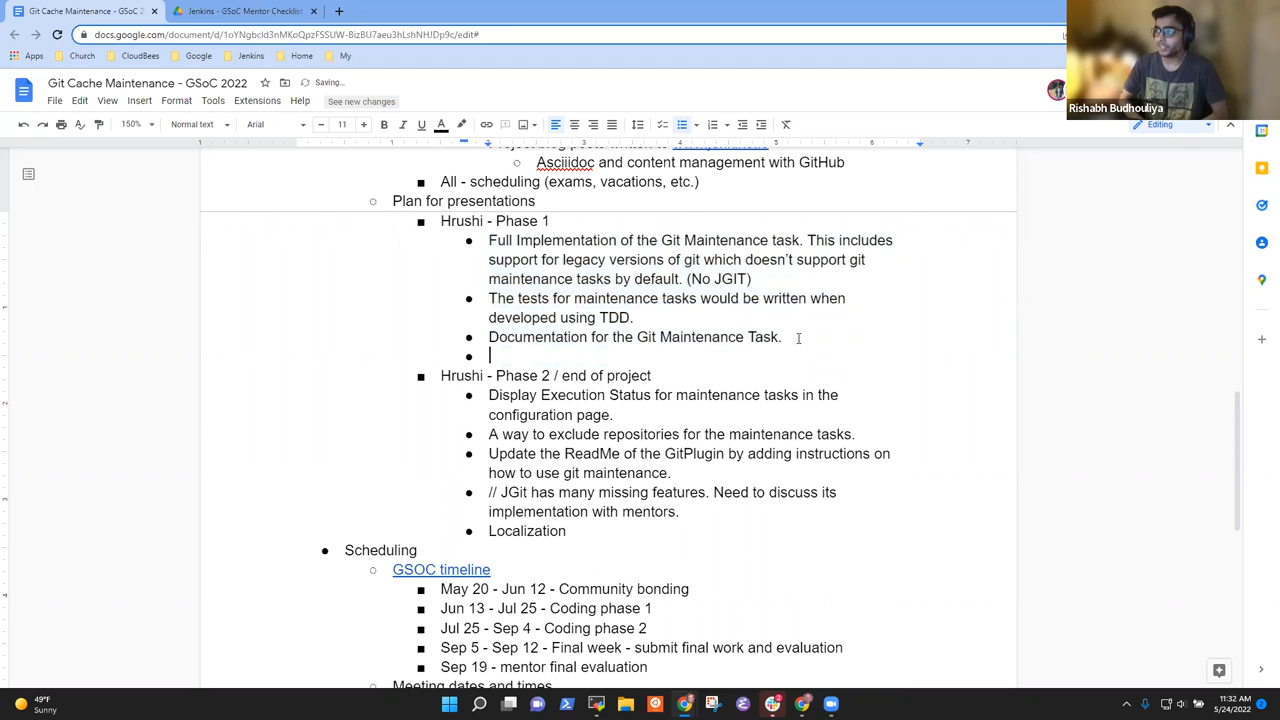 Git Cache Maintenance - GSoC 2
Jenkins - GSoC Mentor Checklist
docs.google.com/document/d/1oYNgbcId3nMKoQpzFSSUW-BizBU7aeu3hLshNHJDp9c/edit#
Apps
Church
CloudBees
Google
Jenkins
Home
My
Git Cache Maintenance - GSoC 2022
Saving...
File Edit View Insert Format Tools Extensions Help
See new changes
150%
Normal text
Arial
11
Editing
Rishabh Budhouliya
Asciiidoc and content management with GitHub
All - scheduling (exams, vacations, etc.)
Plan for presentations
Hrushi - Phase 1
Full Implementation of the Git Maintenance task. This includes
support for legacy versions of git which doesn't support git
maintenance tasks by default. (No JGIT)
The tests for maintenance tasks would be written when
developed using TDD.
Documentation for the Git Maintenance Task.
Hrushi - Phase 2 / end of project
Display Execution Status for maintenance tasks in the
configuration page.
A way to exclude repositories for the maintenance tasks.
Update the ReadMe of the GitPlugin by adding instructions on
how to use git maintenance.
// JGit has many missing features. Need to discuss its
implementation with mentors.
Localization
Scheduling
GSOC timeline
May 20 - Jun 12 - Community bonding
Jun 13 - Jul 25 - Coding phase 1
Jul 25 - Sep 4 - Coding phase 2
Sep 5 - Sep 12 - Final week - submit final work and evaluation
Sep 19 - mentor final evaluation
Meeting dates and times
49°F
Sunny
11:32 AM
5/24/2022